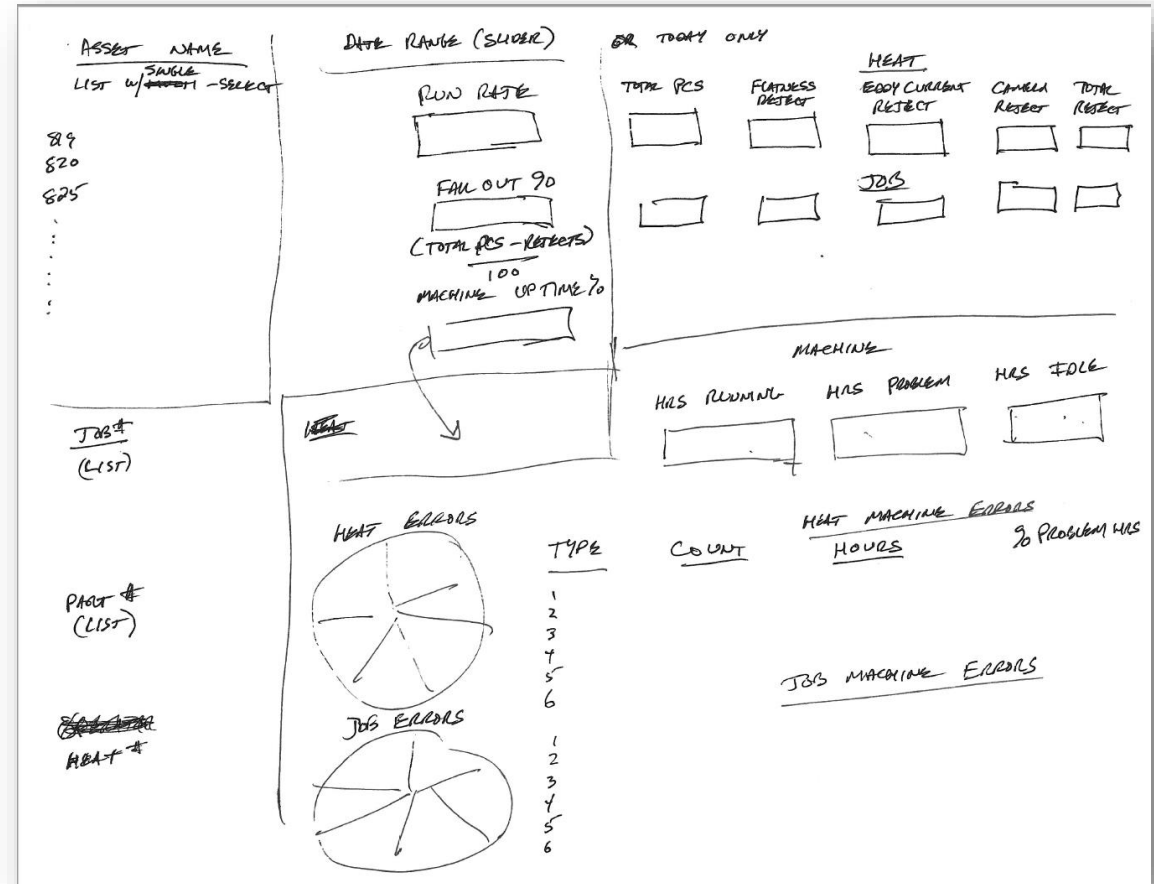 ASSET NAME
LIST W/ SINGLE -SELECT
819
820
825
JOB #
(LIST)
PART #
(LIST)
HEAT #
DATE RANGE (SLIDER)
OR TODAY ONLY
RUN RATE
FALL OUT %
(TOTAL PCS - REJECTS)
100
MACHINE UPTIME %
HEAT
TOTAL PCS
FLATNESS REJECT
EDDY CURRENT REJECT
CAMERA REJECT
TOTAL REJECT
JOB
MACHINE
HRS RUNNING
HRS PROBLEM
HRS IDLE
HEAT ERRORS
HEAT MACHINE ERRORS
TYPE
COUNT
HOURS
% PROBLEM HRS
1
2
3
4
5
6
JOB ERRORS
JOB MACHINE ERRORS
1
2
3
4
5
6